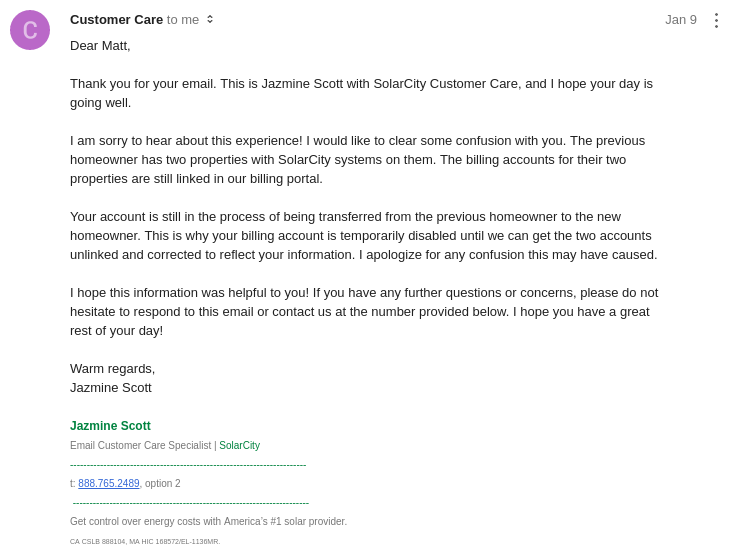 C
Customer Care to me
Jan 9
Dear Matt,
Thank you for your email. This is Jazmine Scott with SolarCity Customer Care, and I hope your day is
going well.
I am sorry to hear about this experience! I would like to clear some confusion with you. The previous
homeowner has two properties with SolarCity systems on them. The billing accounts for their two
properties are still linked in our billing portal.
Your account is still in the process of being transferred from the previous homeowner to the new
homeowner. This is why your billing account is temporarily disabled until we can get the two accounts
unlinked and corrected to reflect your information. I apologize for any confusion this may have caused.
I hope this information was helpful to you! If you have any further questions or concerns, please do not
hesitate to respond to this email or contact us at the number provided below. I hope you have a great
rest of your day!
Warm regards,
Jazmine Scott
Jazmine Scott
Email Customer Care Specialist | SolarCity
-----------------------------------------------------------------------
t: 888.765.2489, option 2
-----------------------------------------------------------------------
Get control over energy costs with America's #1 solar provider.
CA CSLB 888104, MA HIC 168572/EL-1136MR.